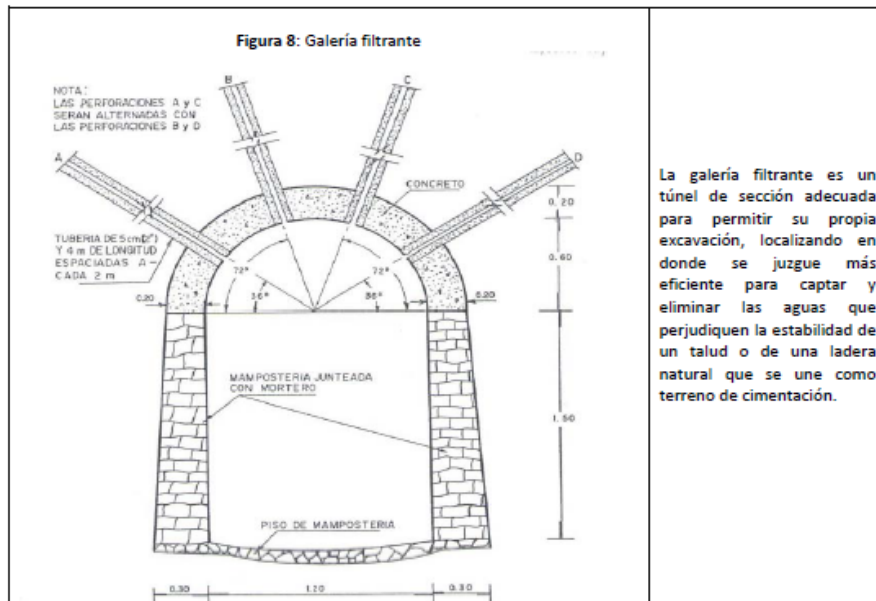 Figura 8: Galería filtrante
NOTA:
LAS PERFORACIONES A y C
SERAN ALTERNADAS CON
LAS PERFORACIONES B y D
B
C
A
D
CONCRETO
TUBERIA DE 5cm(2")
Y 4 m DE LONGITUD
ESPACIADAS A-
CADA 2 m
72°
72°
36°
36°
0.20
0.20
0.20
0.60
MAMPOSTERIA JUNTEADA
CON MORTERO
1.50
PISO DE MAMPOSTERIA
0.30
1.20
0.30
La galería filtrante es un
túnel de sección adecuada
para permitir su propia
excavación, localizando en
donde se juzgue más
eficiente para captar y
eliminar las aguas que
perjudiquen la estabilidad de
un talud o de una ladera
natural que se une como
terreno de cimentación.